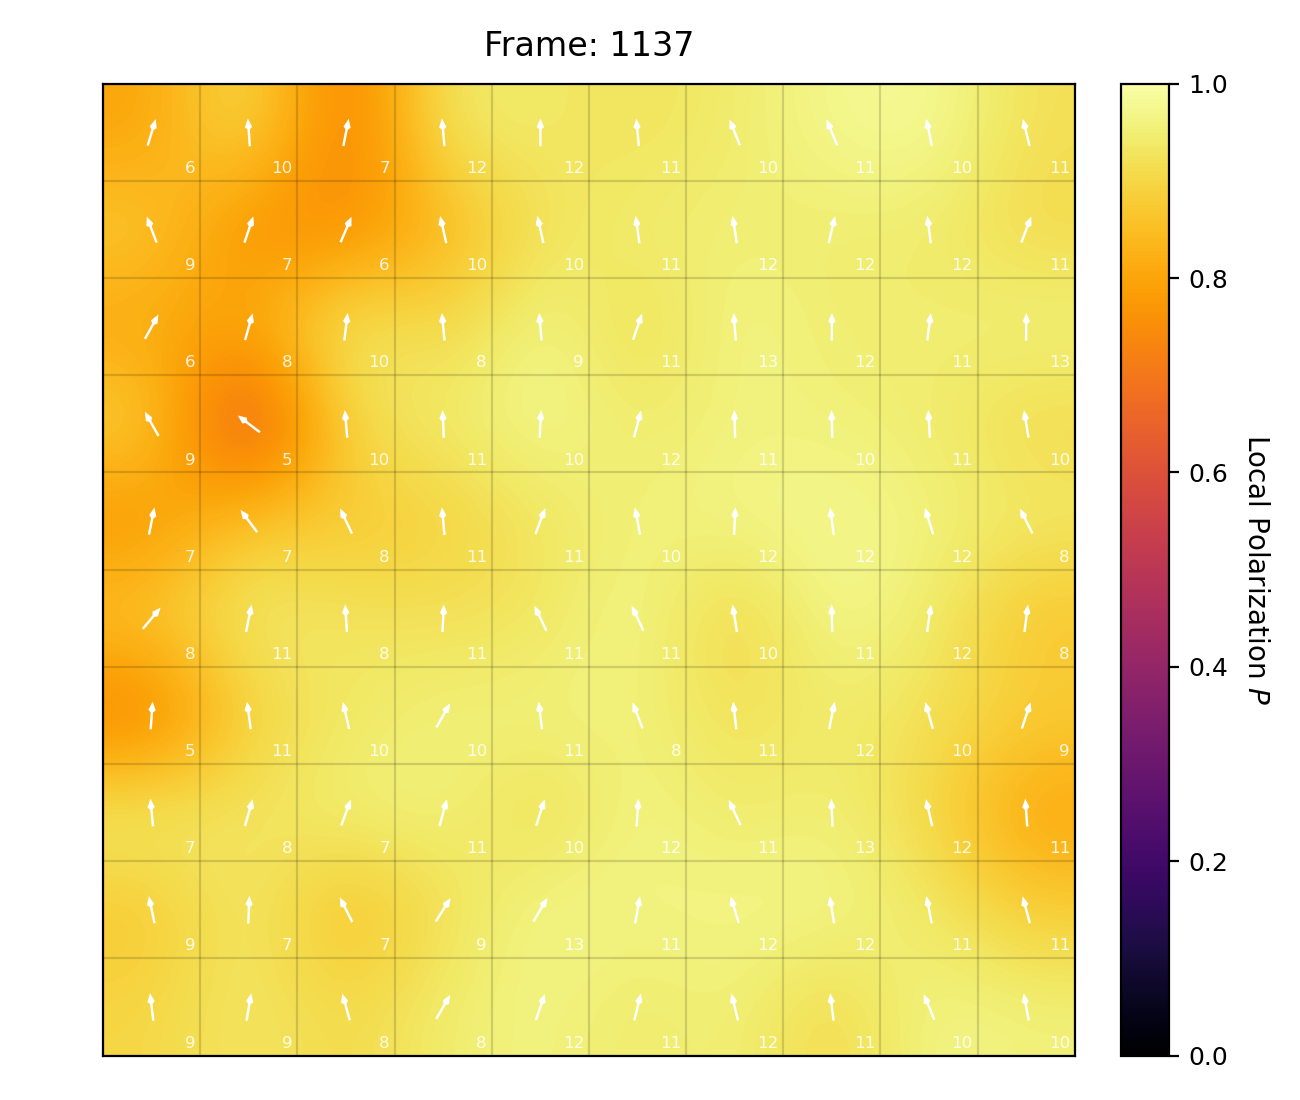 Frame: 1137
6 10 7 12 12 11 10 11 10 11
9 7 6 10 10 11 12 12 12 11
6 8 10 8 9 11 13 12 11 13
9 5 10 11 10 12 11 10 11 10
7 7 8 11 11 10 12 12 12 8
8 11 8 11 11 11 10 11 12 8
5 11 10 10 11 8 11 12 10 9
7 8 7 11 10 12 11 13 12 11
9 7 7 9 13 11 12 12 11 11
9 9 8 8 12 11 12 11 10 10
1.0
0.8
0.6
0.4
0.2
0.0
Local Polarization P